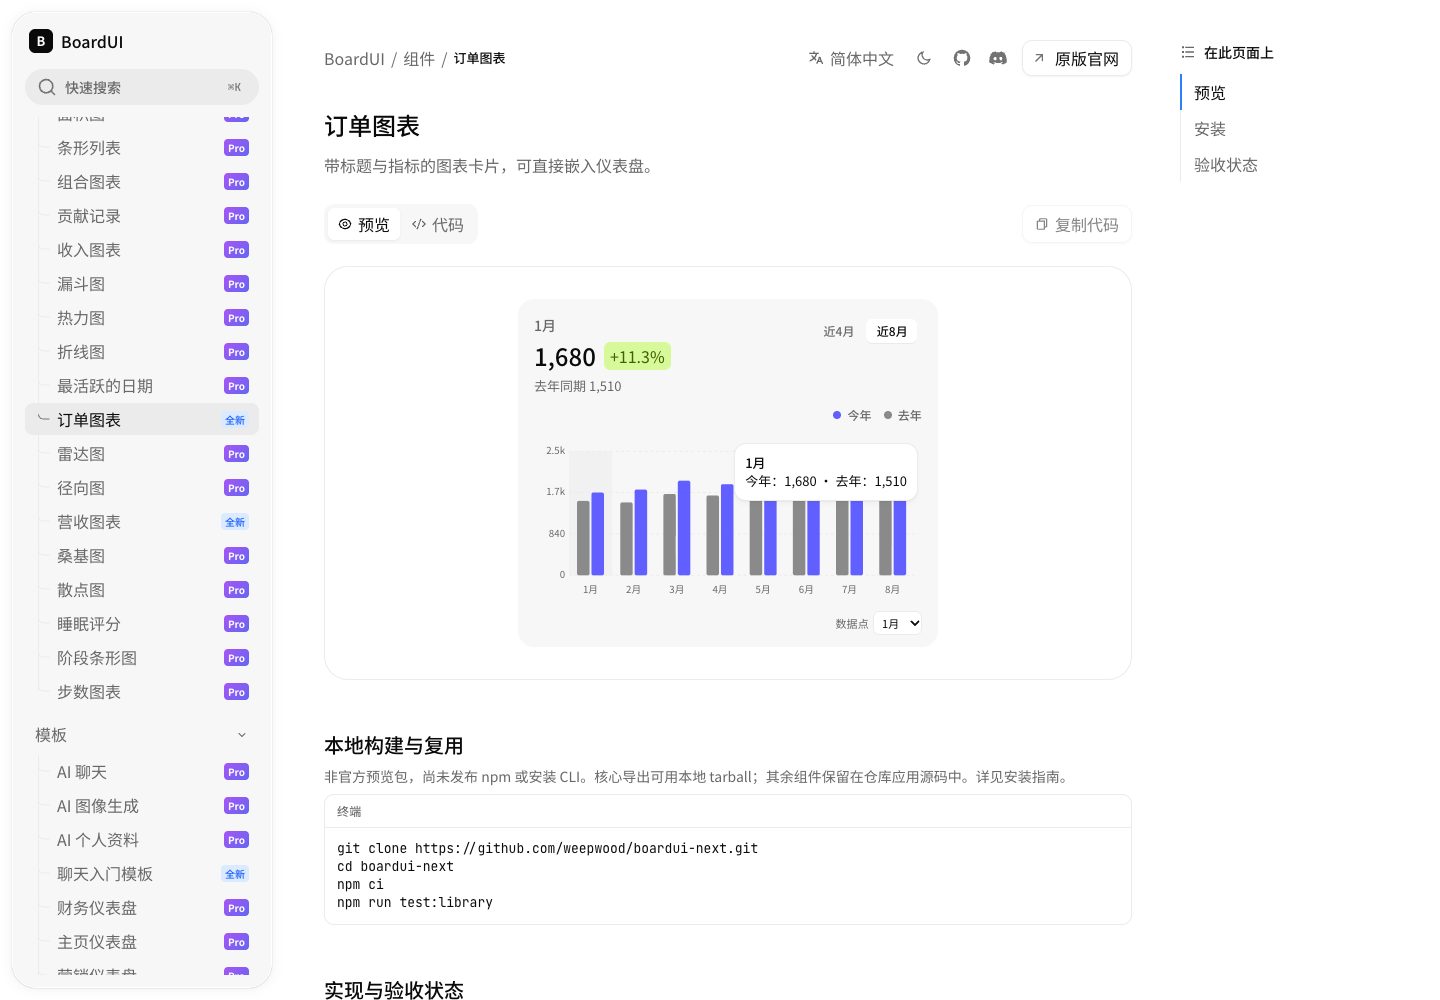 B BoardUI
快速搜索 ⌘K
面积图
条形列表 Pro
组合图表 Pro
贡献记录 Pro
收入图表 Pro
漏斗图 Pro
热力图 Pro
折线图 Pro
最活跃的日期 Pro
订单图表 全新
雷达图 Pro
径向图 Pro
营收图表 全新
桑基图 Pro
散点图 Pro
睡眠评分 Pro
阶段条形图 Pro
步数图表 Pro
模板
AI 聊天 Pro
AI 图像生成 Pro
AI 个人资料 Pro
聊天入门模板 全新
财务仪表盘 Pro
主页仪表盘 Pro
营销仪表盘 Pro
BoardUI / 组件 / 订单图表
简体中文
原版官网
订单图表
带标题与指标的图表卡片，可直接嵌入仪表盘。
预览 代码
复制代码
1月
近4月 近8月
1,680 +11.3%
去年同期 1,510
今年 去年
2.5k
1.7k
840
0
1月
今年：1,680 · 去年：1,510
1月 2月 3月 4月 5月 6月 7月 8月
数据点 1月
本地构建与复用
非官方预览包，尚未发布 npm 或安装 CLI。核心导出可用本地 tarball；其余组件保留在仓库应用源码中。详见安装指南。
终端
git clone https://github.com/weepwood/boardui-next.git
cd boardui-next
npm ci
npm run test:library
实现与验收状态
在此页面上
预览
安装
验收状态